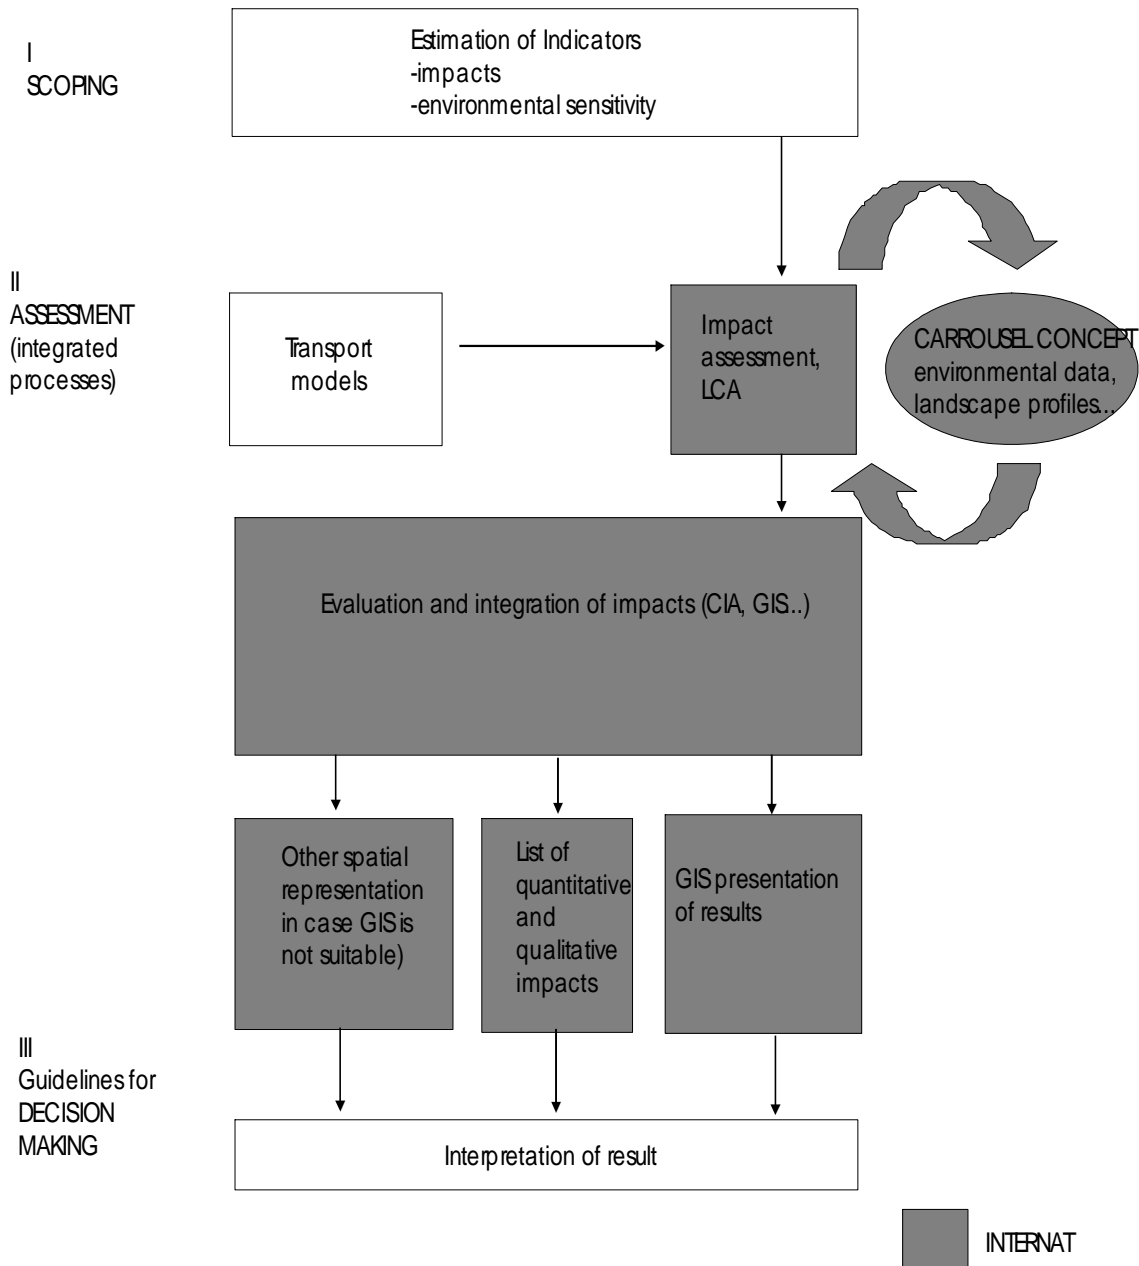 I
SCOPING
Estimation of Indicators
-impacts
-environmental sensitivity
II
ASSESSMENT
(integrated
processes)
Transport
models
Impact
assessment,
LCA
CARROUSEL CONCEPT
environmental data,
landscape profiles...
Evaluation and integration of impacts (CIA, GIS...)
Other spatial
representation
in case GIS is
not suitable)
List of
quantitative
and
qualitative
impacts
GIS presentation
of results
III
Guidelines for
DECISION
MAKING
Interpretation of result
INTERNAT